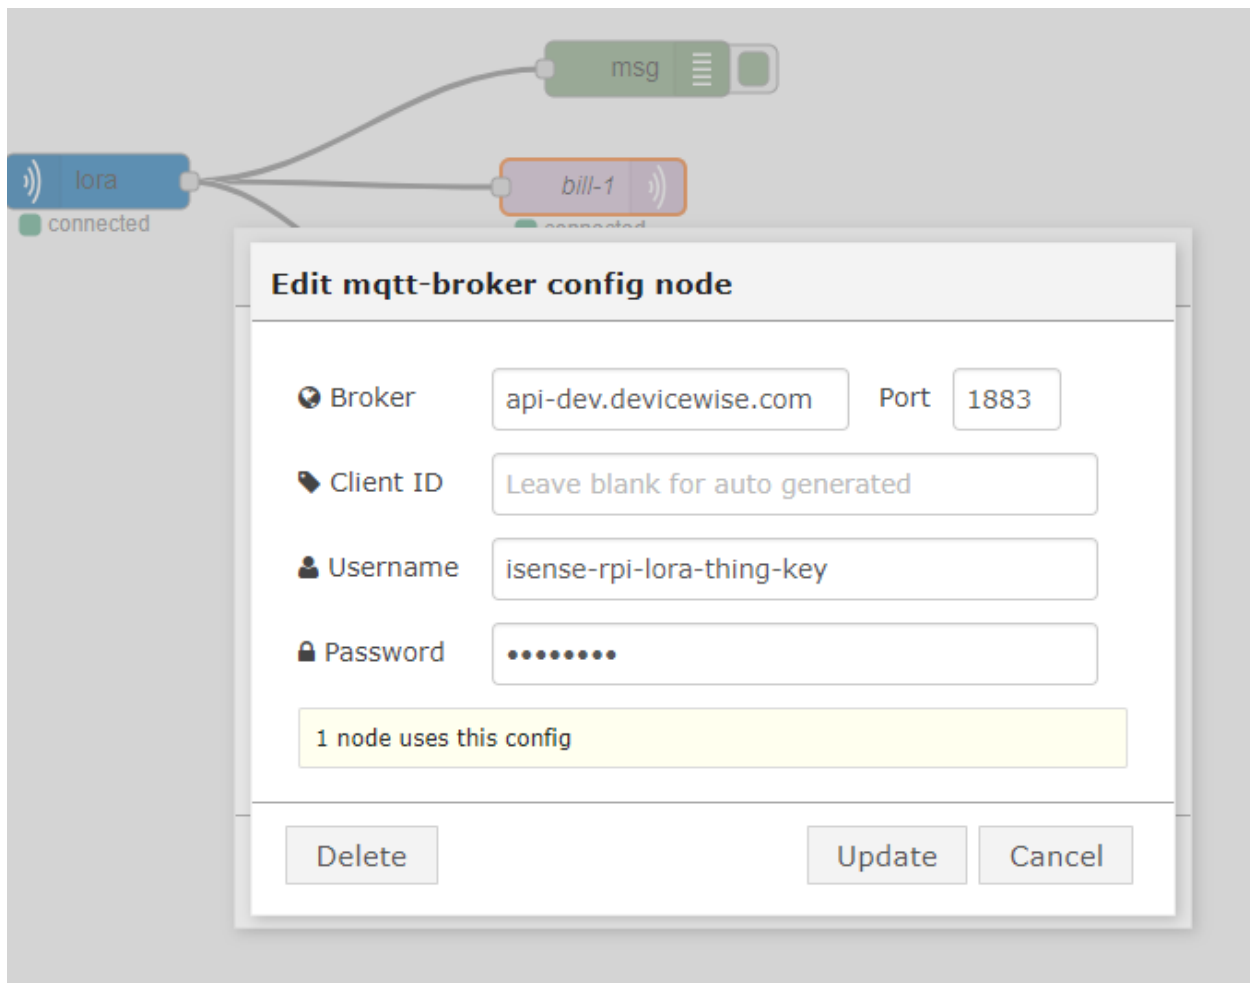 msg
lora
bill-1
connected
connected
Edit mqtt-broker config node
Broker api-dev.devicewise.com Port 1883
Client ID Leave blank for auto generated
Username isense-rpi-lora-thing-key
Password ••••••••
1 node uses this config
Delete Update Cancel